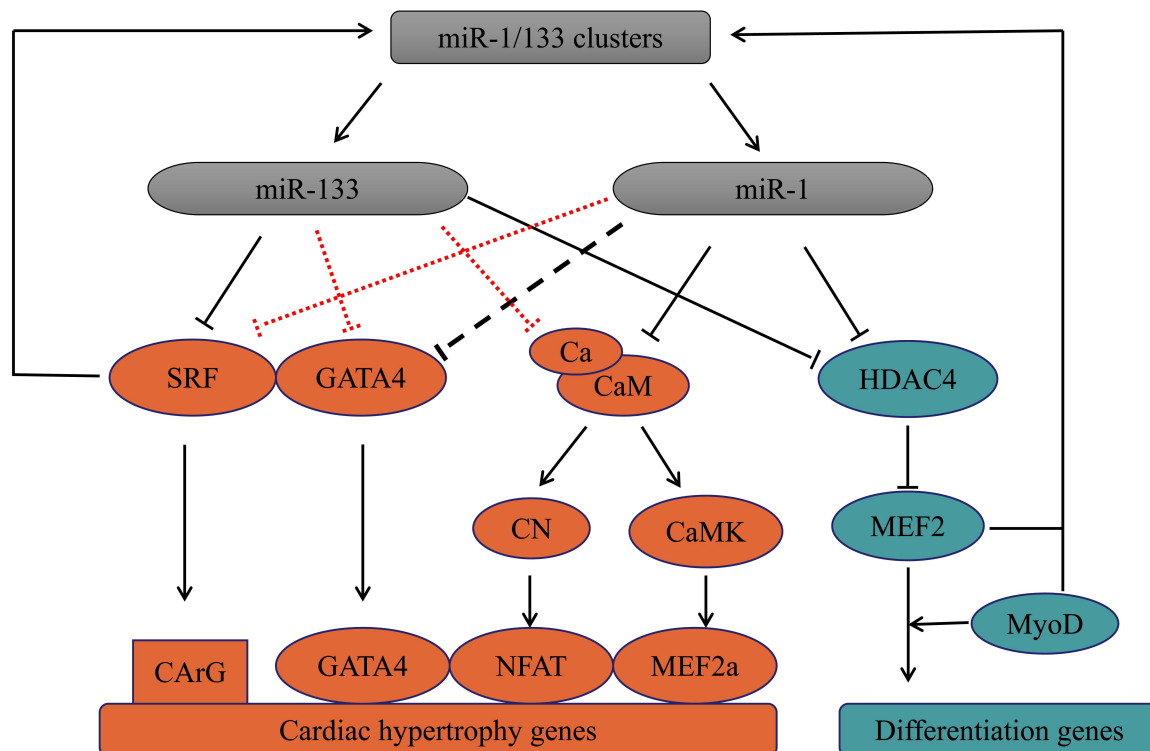 miR-1/133 clusters
miR-133
miR-1
SRF
GATA4
Ca
CaM
HDAC4
CN
CaMK
MEF2
MyoD
CArG
GATA4
NFAT
MEF2a
Cardiac hypertrophy genes
Differentiation genes